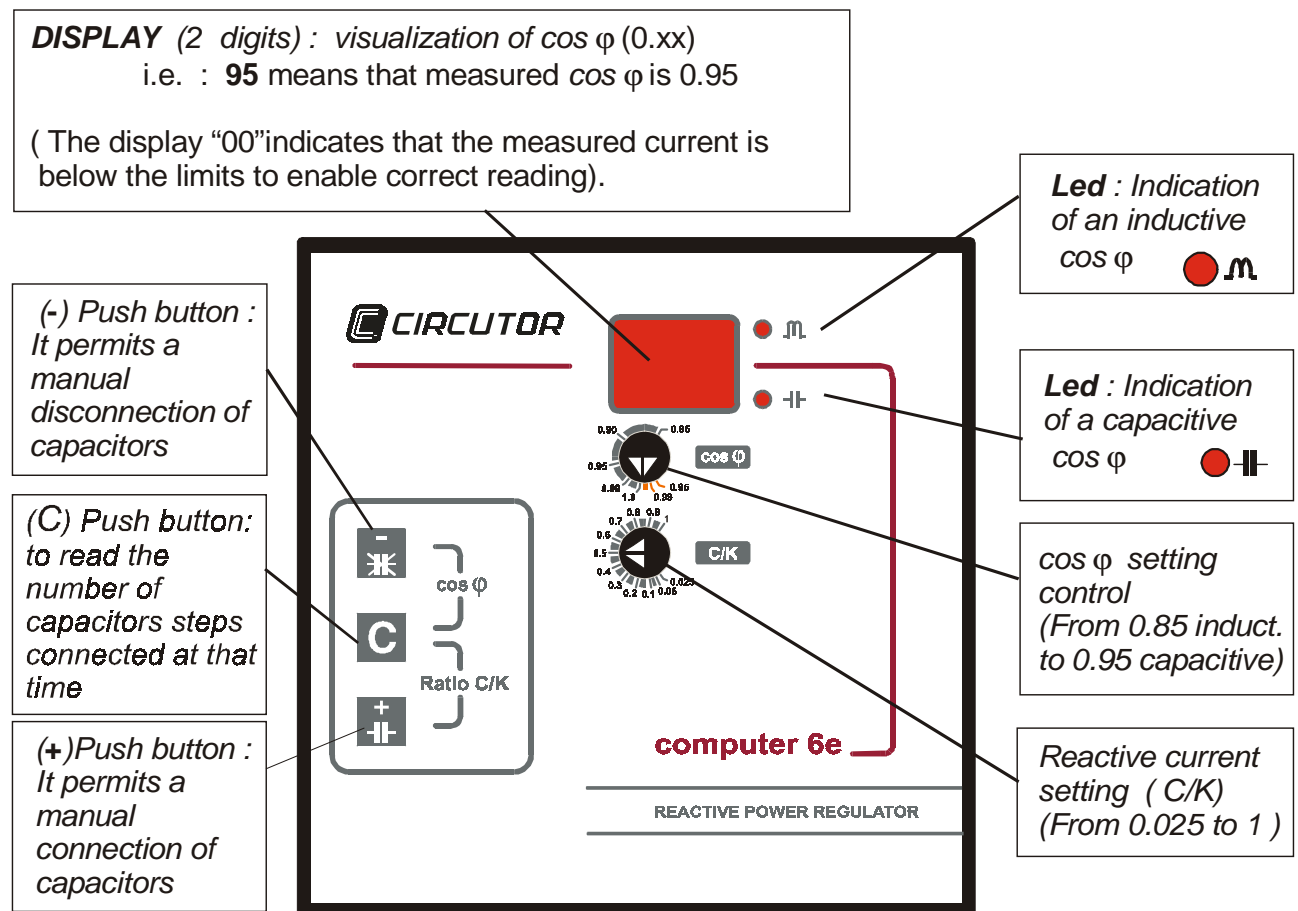 DISPLAY (2 digits) : visualization of cos φ (0.xx)
i.e. : 95 means that measured cos φ is 0.95
( The display “00”indicates that the measured current is
below the limits to enable correct reading).
Led : Indication
of an inductive
cos φ
(-) Push button :
It permits a
manual
disconnection of
capacitors
Led : Indication
of a capacitive
cos φ
(C) Push button:
to read the
number of
capacitors steps
connected at that
time
cos φ setting
control
(From 0.85 induct.
to 0.95 capacitive)
(+)Push button :
It permits a
manual
connection of
capacitors
Reactive current
setting ( C/K)
(From 0.025 to 1 )
CIRCUTOR
0.90 0.85
cos φ
0.95
1.0 0.99 0.95
0.7 0.8 0.9 1
0.6
0.5
C/K
0.4
0.3 0.2 0.1 0.05 0.025
-
cos φ
C
Ratio C/K
+
computer 6e
REACTIVE POWER REGULATOR